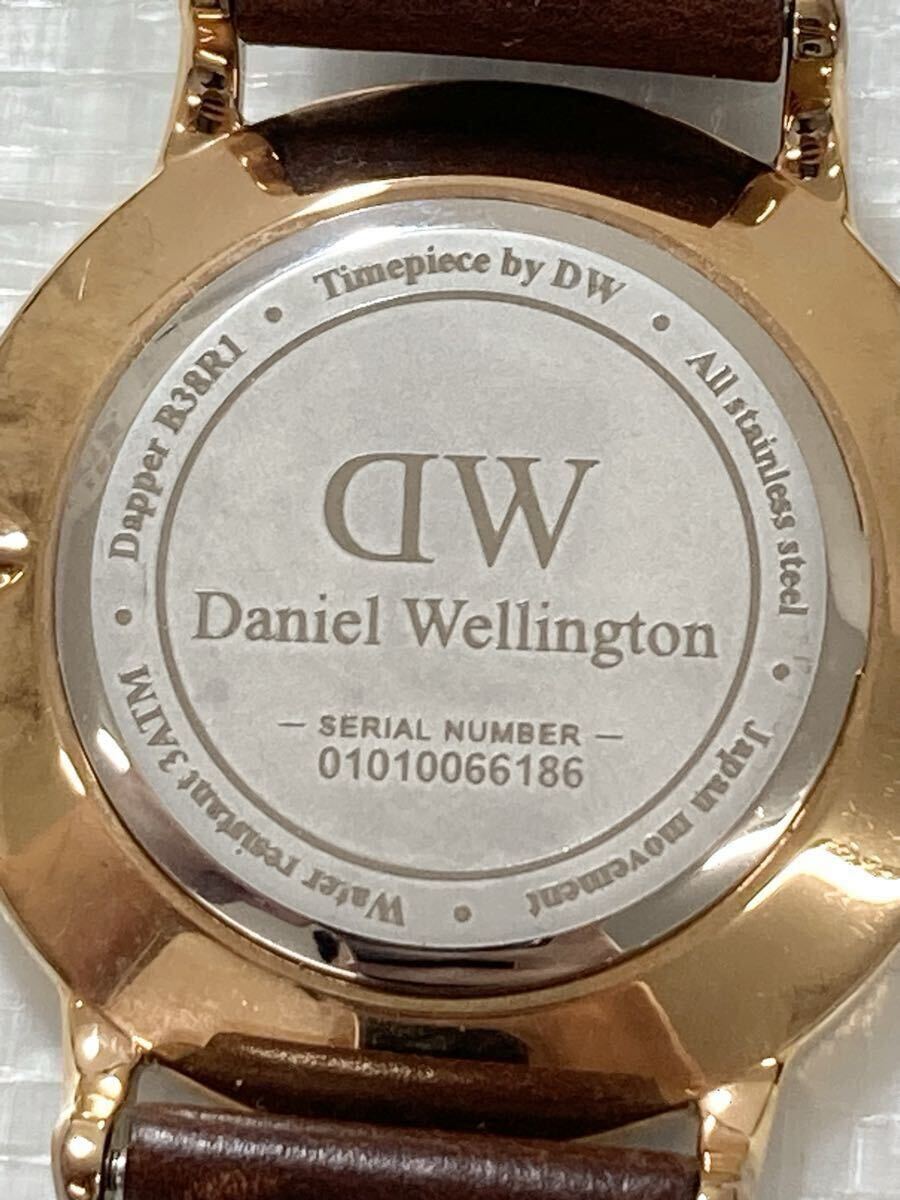 Timepiece by DW • All stainless steel • Japan movement • Water resistant 3ATM • Dapper B38R1 •
DW
Daniel Wellington
— SERIAL NUMBER —
01010066186